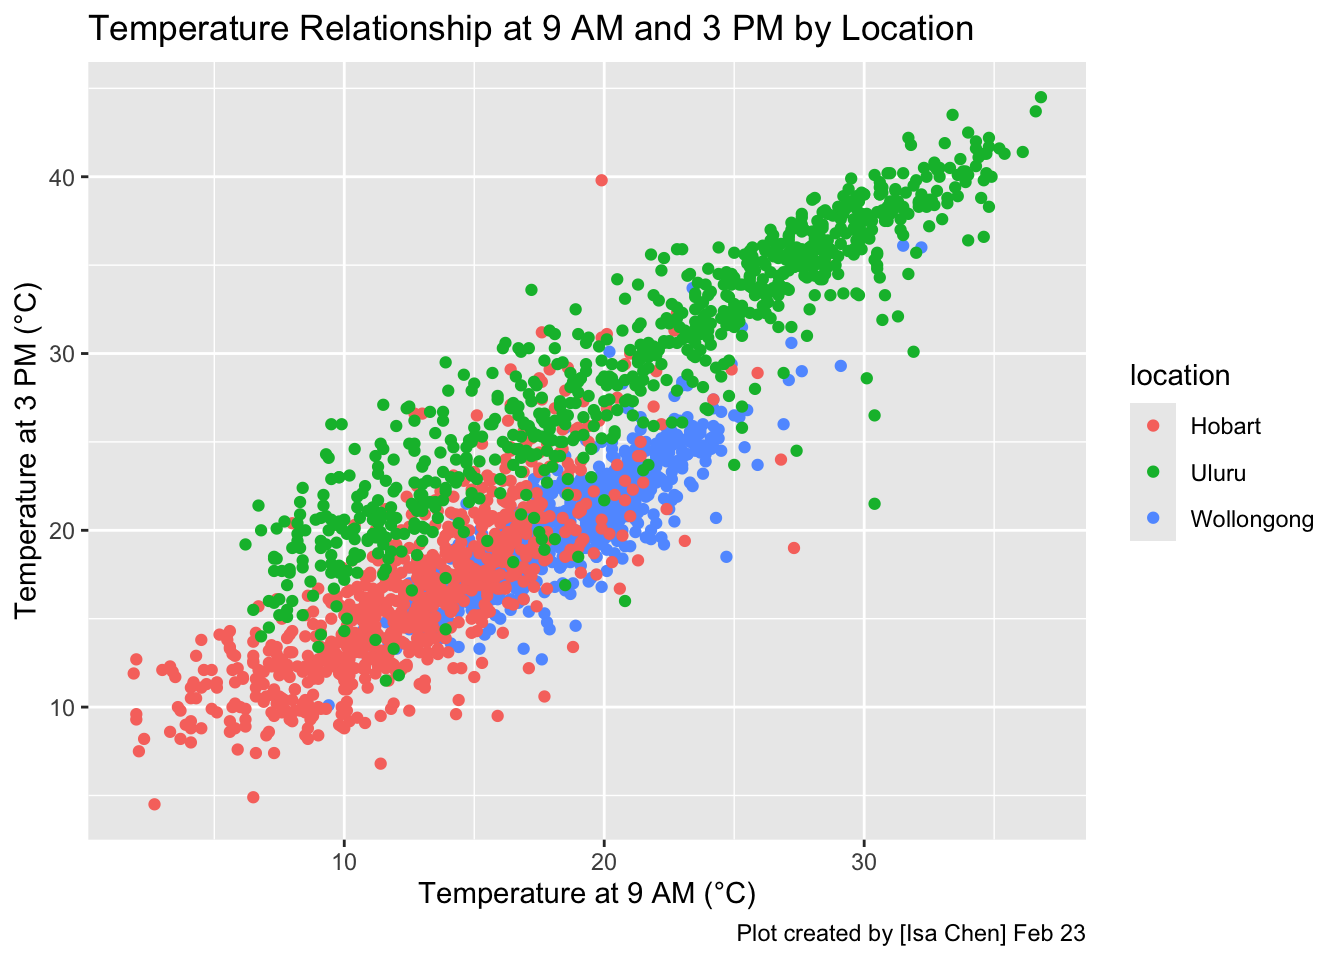 Temperature Relationship at 9 AM and 3 PM by Location
Temperature at 3 PM (°C)
40
30
20
10
10 20 30
Temperature at 9 AM (°C)
location
Hobart
Uluru
Wollongong
Plot created by [Isa Chen] Feb 23